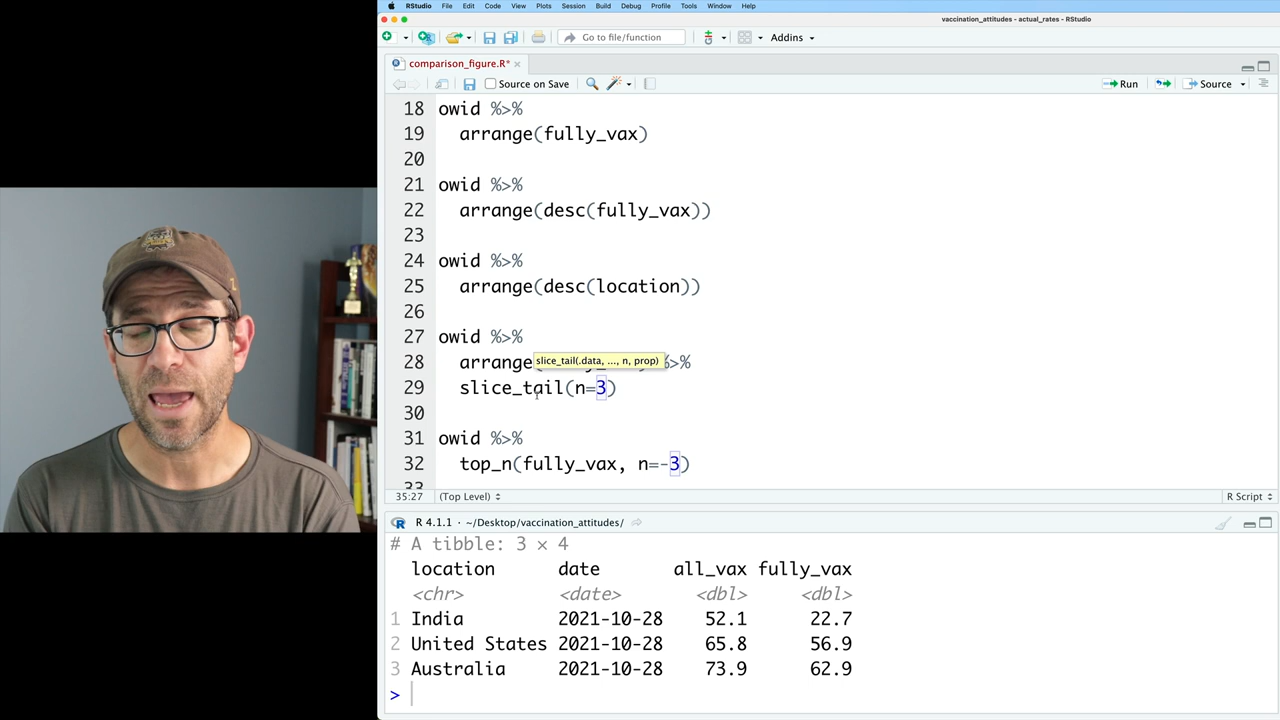 RStudio File Edit Code View Plots Session Build Debug Profile Tools Window Help
vaccination_attitudes - actual_rates - RStudio
Go to file/function Addins
comparison_figure.R*
Source on Save Run Source
18 owid %>%
19 arrange(fully_vax)
20
21 owid %>%
22 arrange(desc(fully_vax))
23
24 owid %>%
25 arrange(desc(location))
26
27 owid %>%
slice_tail(.data, ..., n, prop)
28 arrange %>%
29 slice_tail(n=3)
30
31 owid %>%
32 top_n(fully_vax, n=-3)
35:27 (Top Level) R Script
R 4.1.1 · ~/Desktop/vaccination_attitudes/
# A tibble: 3 × 4
location date all_vax fully_vax
<chr> <date> <dbl> <dbl>
1 India 2021-10-28 52.1 22.7
2 United States 2021-10-28 65.8 56.9
3 Australia 2021-10-28 73.9 62.9
>